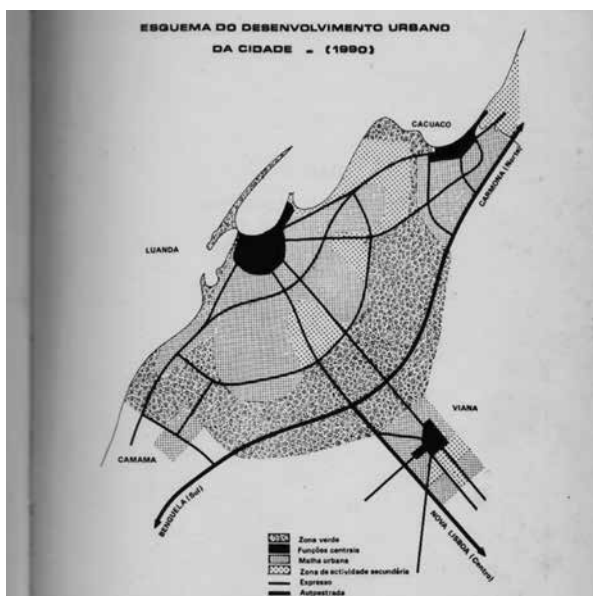 ESQUEMA DO DESENVOLVIMENTO URBANO
DA CIDADE - (1990)
CACUACO
CARMONA (Norte)
LUANDA
VIANA
CAMAMA
BENGUELA (Sul)
NOVA LISBOA (Centro)
Zona verde
Funções centrais
Malha urbana
Zona de actividade secundária
Expresso
Autoestrada